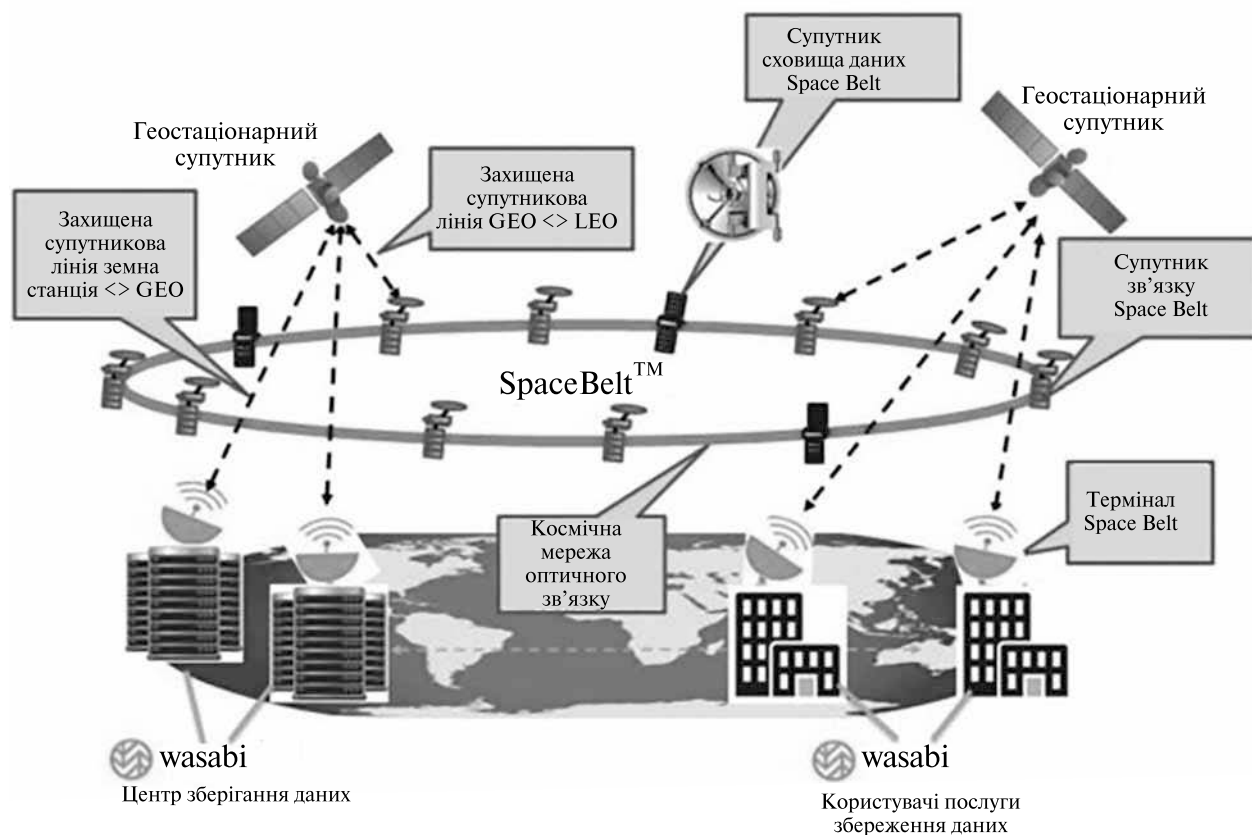 Супутник
сховища даних
Space Belt
Геостаціонарний
супутник
Геостаціонарний
супутник
Захищена
супутникова
лінія GEO <> LEO
Захищена
супутникова
лінія земна
станція <> GEO
Супутник
зв'язку
Space Belt
SpaceBelt™
Термінал
Space Belt
Космічна
мережа
оптичного
зв'язку
wasabi
Центр зберігання даних
wasabi
Користувачі послуги
збереження даних